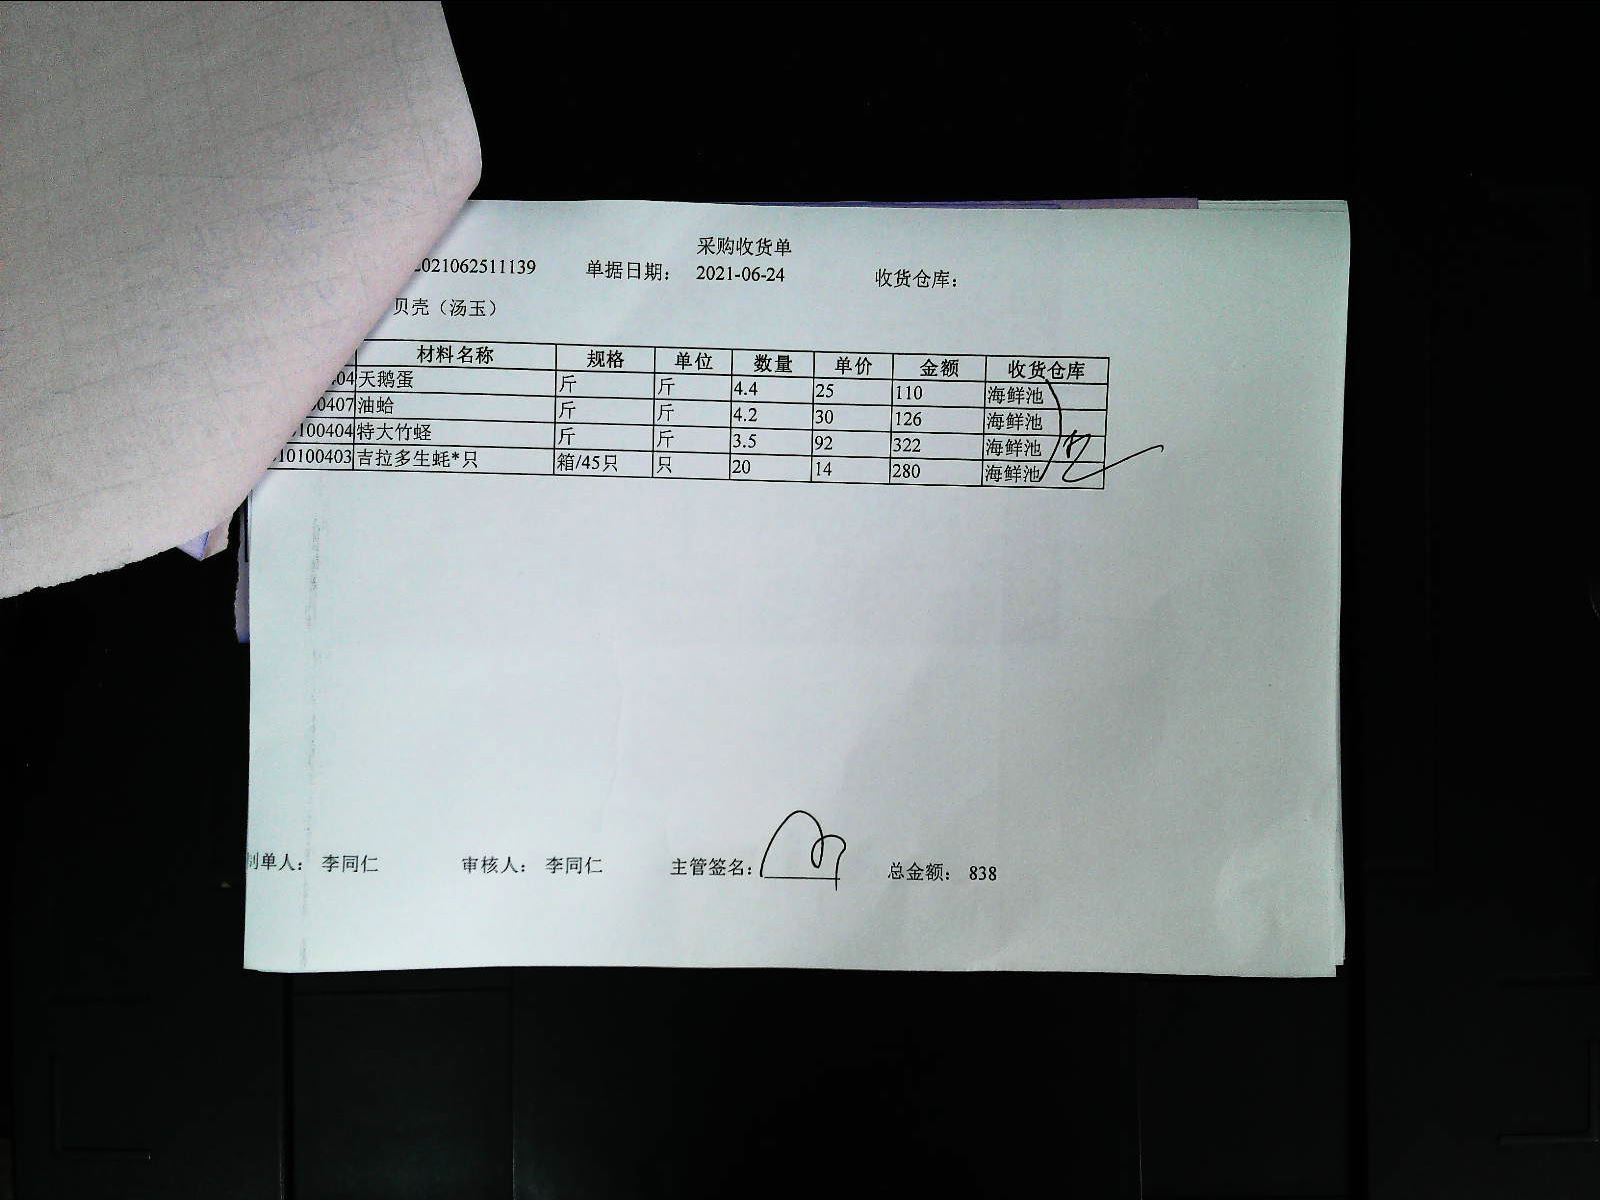 采购收货单
2021062511139 单据日期： 2021-06-24 收货仓库：
贝壳（汤玉）
材料名称 规格 单位 数量 单价 金额 收货仓库
04 天鹅蛋 斤 斤 4.4 25 110 海鲜池
0407 油蛤 斤 斤 4.2 30 126 海鲜池
100404 特大竹蛏 斤 斤 3.5 92 322 海鲜池
10100403 吉拉多生蚝*只 箱/45只 只 20 14 280 海鲜池
制单人： 李同仁 审核人： 李同仁 主管签名： 总金额： 838